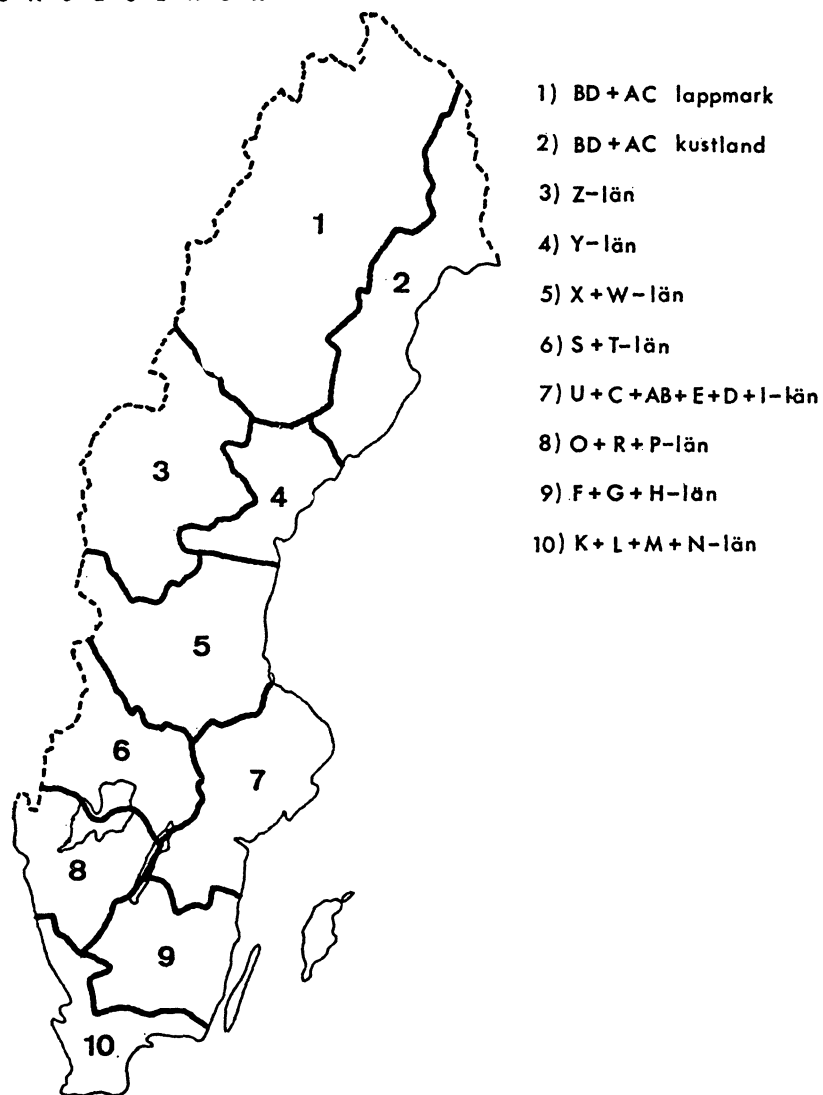 1) BD+AC lappmark
2) BD+AC kustland
3) Z-län
4) Y-län
5) X+W-län
6) S+T-län
7) U+C+AB+E+D+I-län
8) O+R+P-län
9) F+G+H-län
10) K+L+M+N-län
1
2
3
4
5
6
7
8
9
10